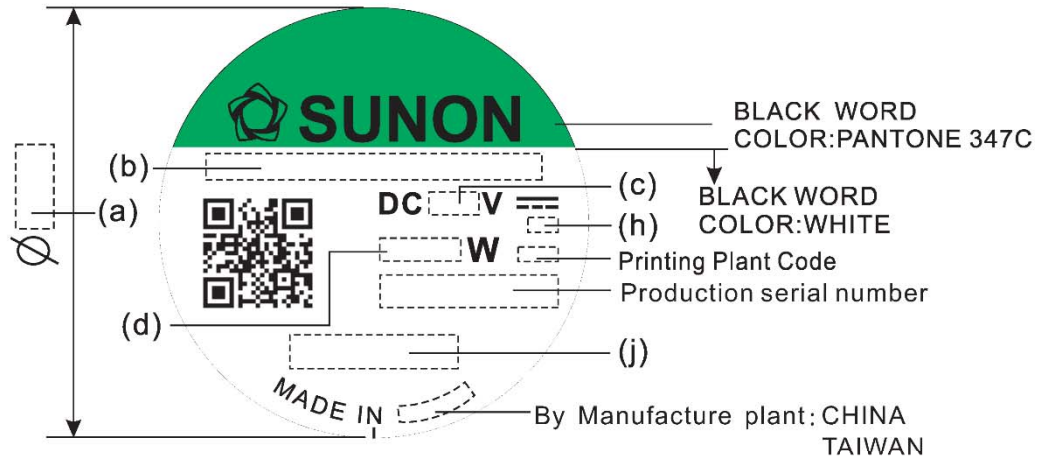 SUNON
BLACK WORD
COLOR:PANTONE 347C
(b)
(c)
DC V
BLACK WORD
COLOR:WHITE
(a)
(h)
Ø
W
Printing Plant Code
Production serial number
(d)
(j)
MADE IN
By Manufacture plant: CHINA
TAIWAN